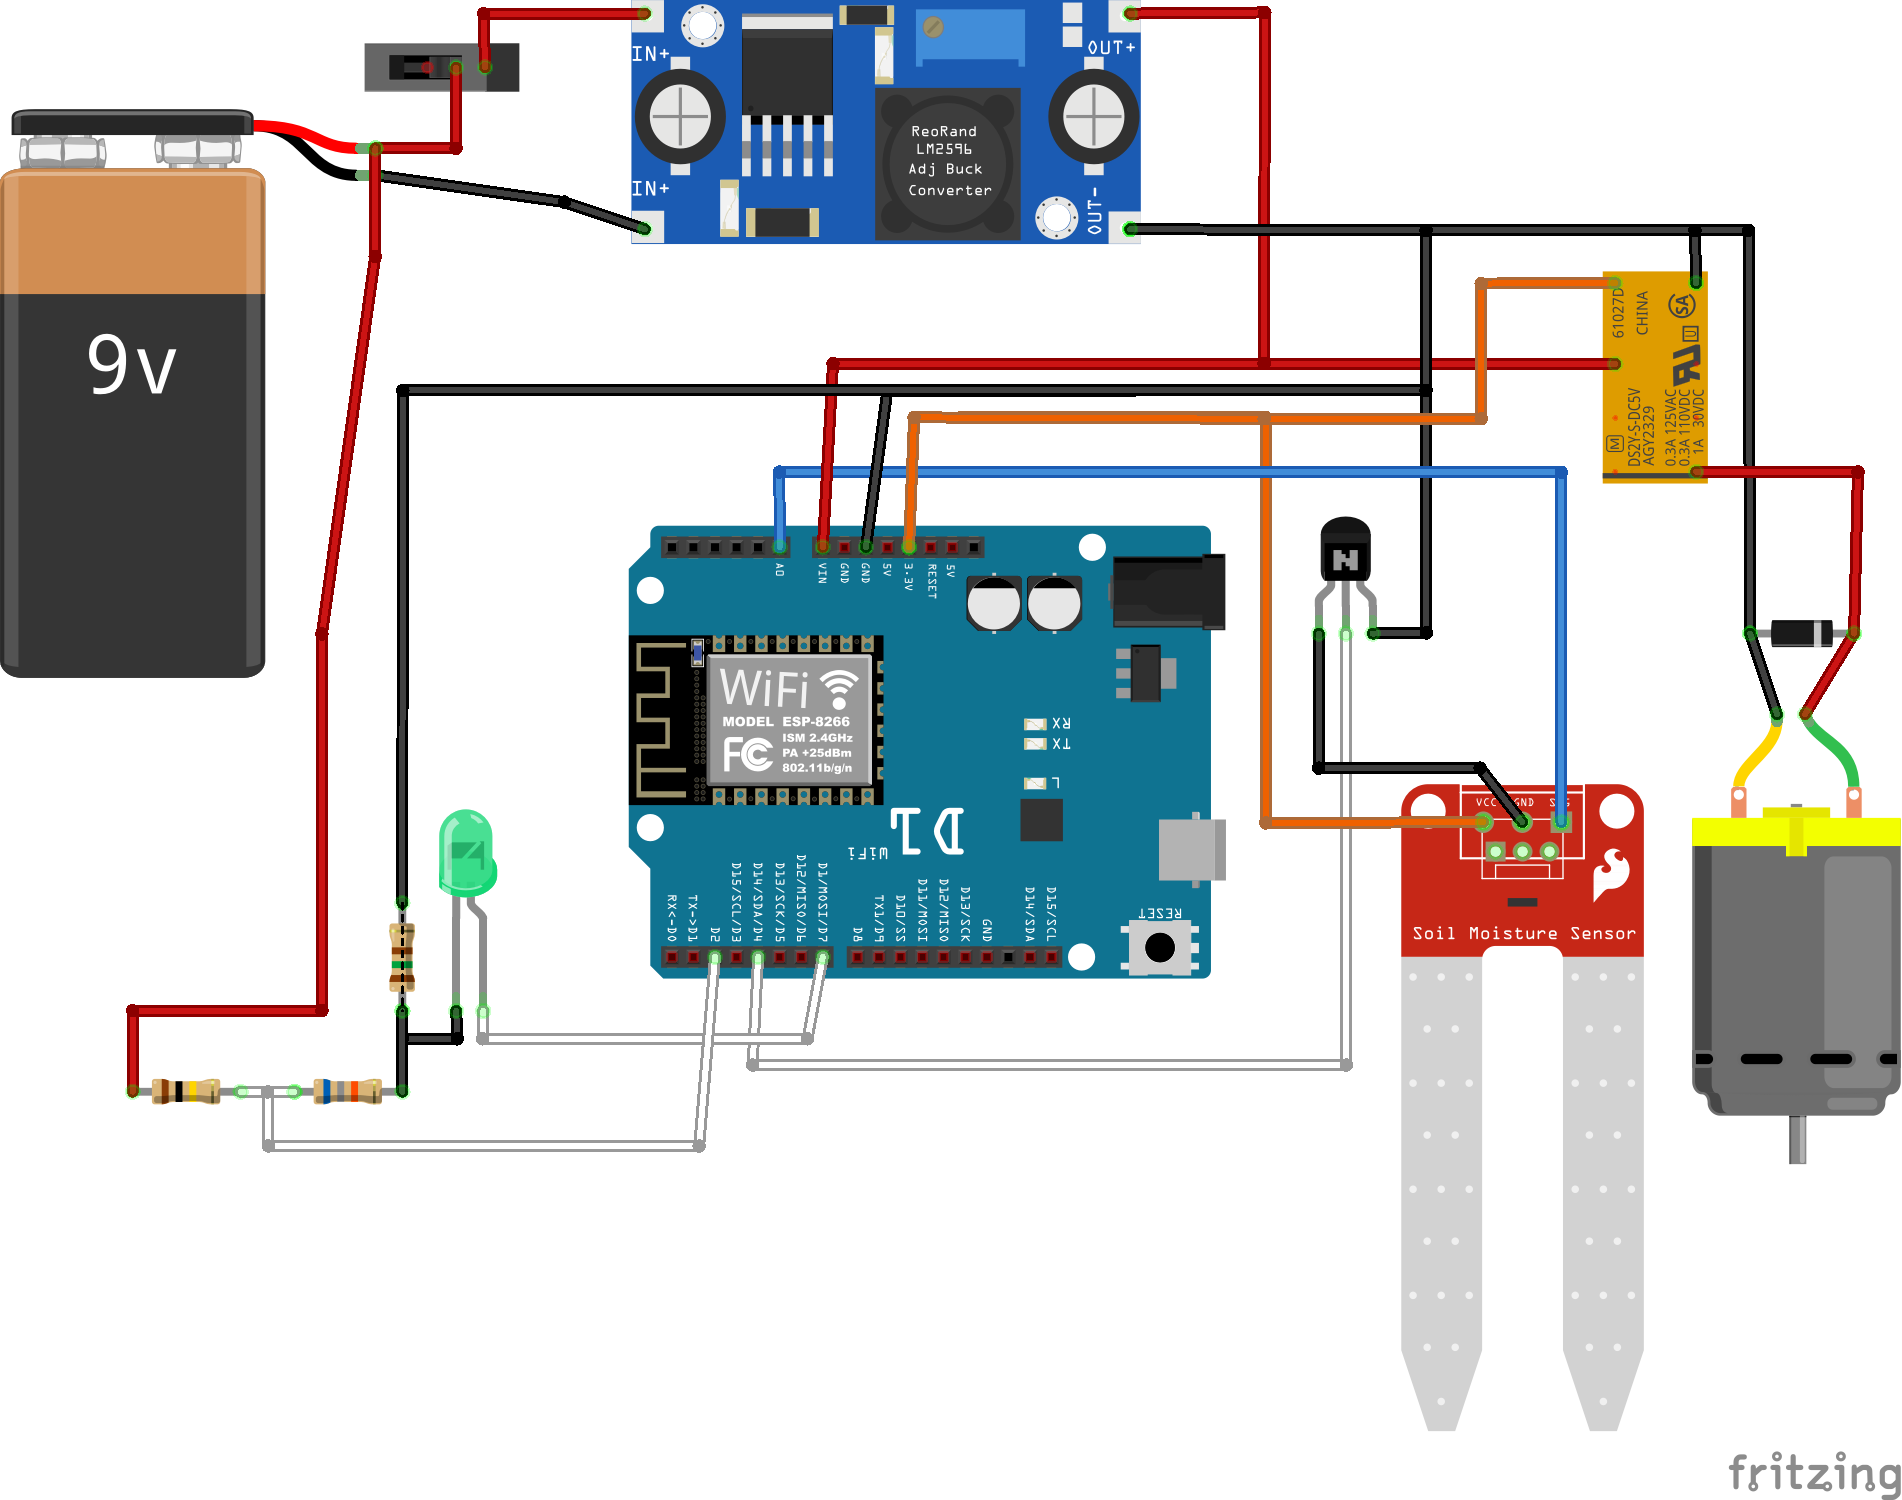 IN+
OUT+
ReoRand
LM2596
Adj Buck
Converter
IN+
OUT-
9v
61027D
CHINA
M
DS2Y-S-DC5V
AGY2329
0.3A 125VAC
0.3A 110VDC
1A 30VDC
SA
U
N
A0
VIN
GND
GND
5V
3.3V
RESET
5V
WiFi
MODEL ESP-8266
ISM 2.4GHz
PA +25dBm
802.11b/g/n
FC
RX
TX
L
D1
WiFi
RX<-D0
TX->D1
D2
D15/SCL/D3
D14/SDA/D4
D13/SCK/D5
D12/MISO/D6
D1/MOSI/D7
D8
TX1/D9
D10/SS
D11/MOSI
D12/MISO
D13/SCK
GND
D14/SDA
D15/SCL
RESET
VCC GND
Soil Moisture Sensor
fritzing